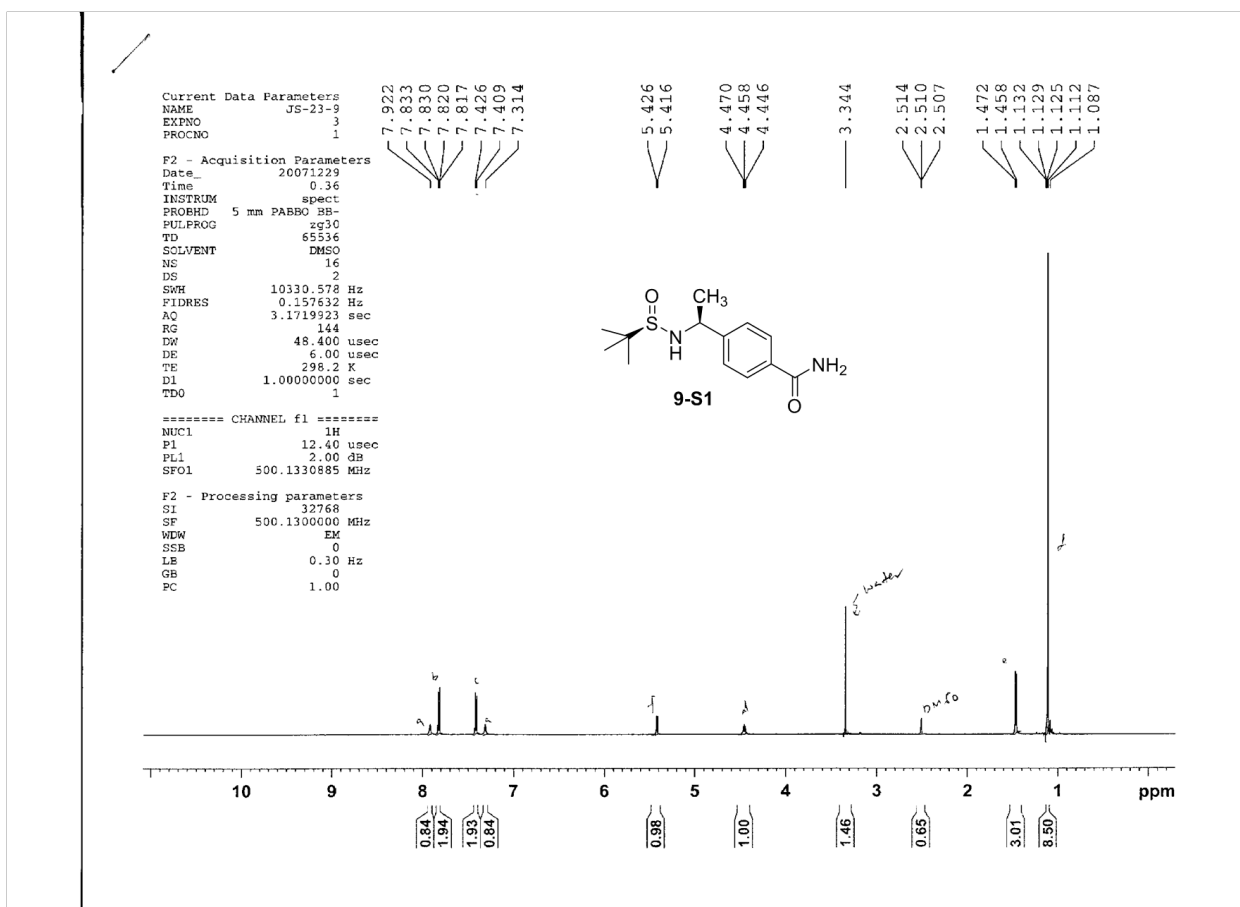 Current Data Parameters
NAME JS-23-9
EXPNO 3
PROCNO 1
F2 - Acquisition Parameters
Date_ 20071229
Time 0.36
INSTRUM spect
PROBHD 5 mm PABBO BB-
PULPROG zg30
TD 65536
SOLVENT DMSO
NS 16
DS 2
SWH 10330.578 Hz
FIDRES 0.157632 Hz
AQ 3.1719923 sec
RG 144
DW 48.400 usec
DE 6.00 usec
TE 298.2 K
D1 1.00000000 sec
TD0 1
======== CHANNEL f1 ========
NUC1 1H
P1 12.40 usec
PL1 2.00 dB
SFO1 500.1330885 MHz
F2 - Processing parameters
SI 32768
SF 500.1300000 MHz
WDW EM
SSB 0
LB 0.30 Hz
GB 0
PC 1.00
7.922
7.833
7.830
7.820
7.817
7.426
7.409
7.314
5.426
5.416
4.470
4.458
4.446
3.344
2.514
2.510
2.507
1.472
1.458
1.132
1.129
1.125
1.112
1.087
O
CH3
S
N
H
NH2
O
9-S1
water
DMSO
a
b
c
a
f
d
e
10 9 8 7 6 5 4 3 2 1 ppm
0.84
1.94
1.93
0.84
0.98
1.00
1.46
0.65
3.01
8.50